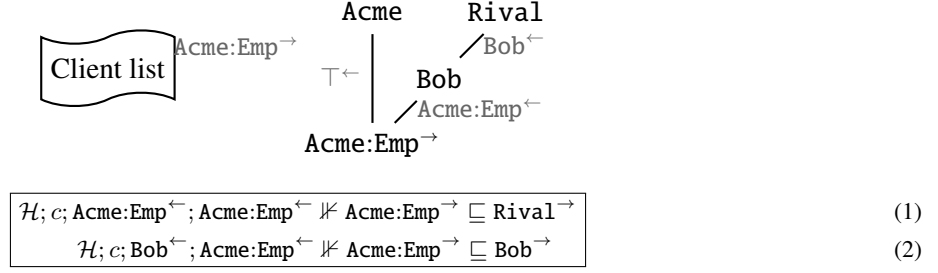 Acme Rival
Client list Acme:Emp→ Bob←
⊤← Bob
Acme:Emp←
Acme:Emp→
ℋ; c; Acme:Emp←; Acme:Emp← ⊮ Acme:Emp→ ⊑ Rival→ (1)
ℋ; c; Bob←; Acme:Emp← ⊮ Acme:Emp→ ⊑ Bob→ (2)